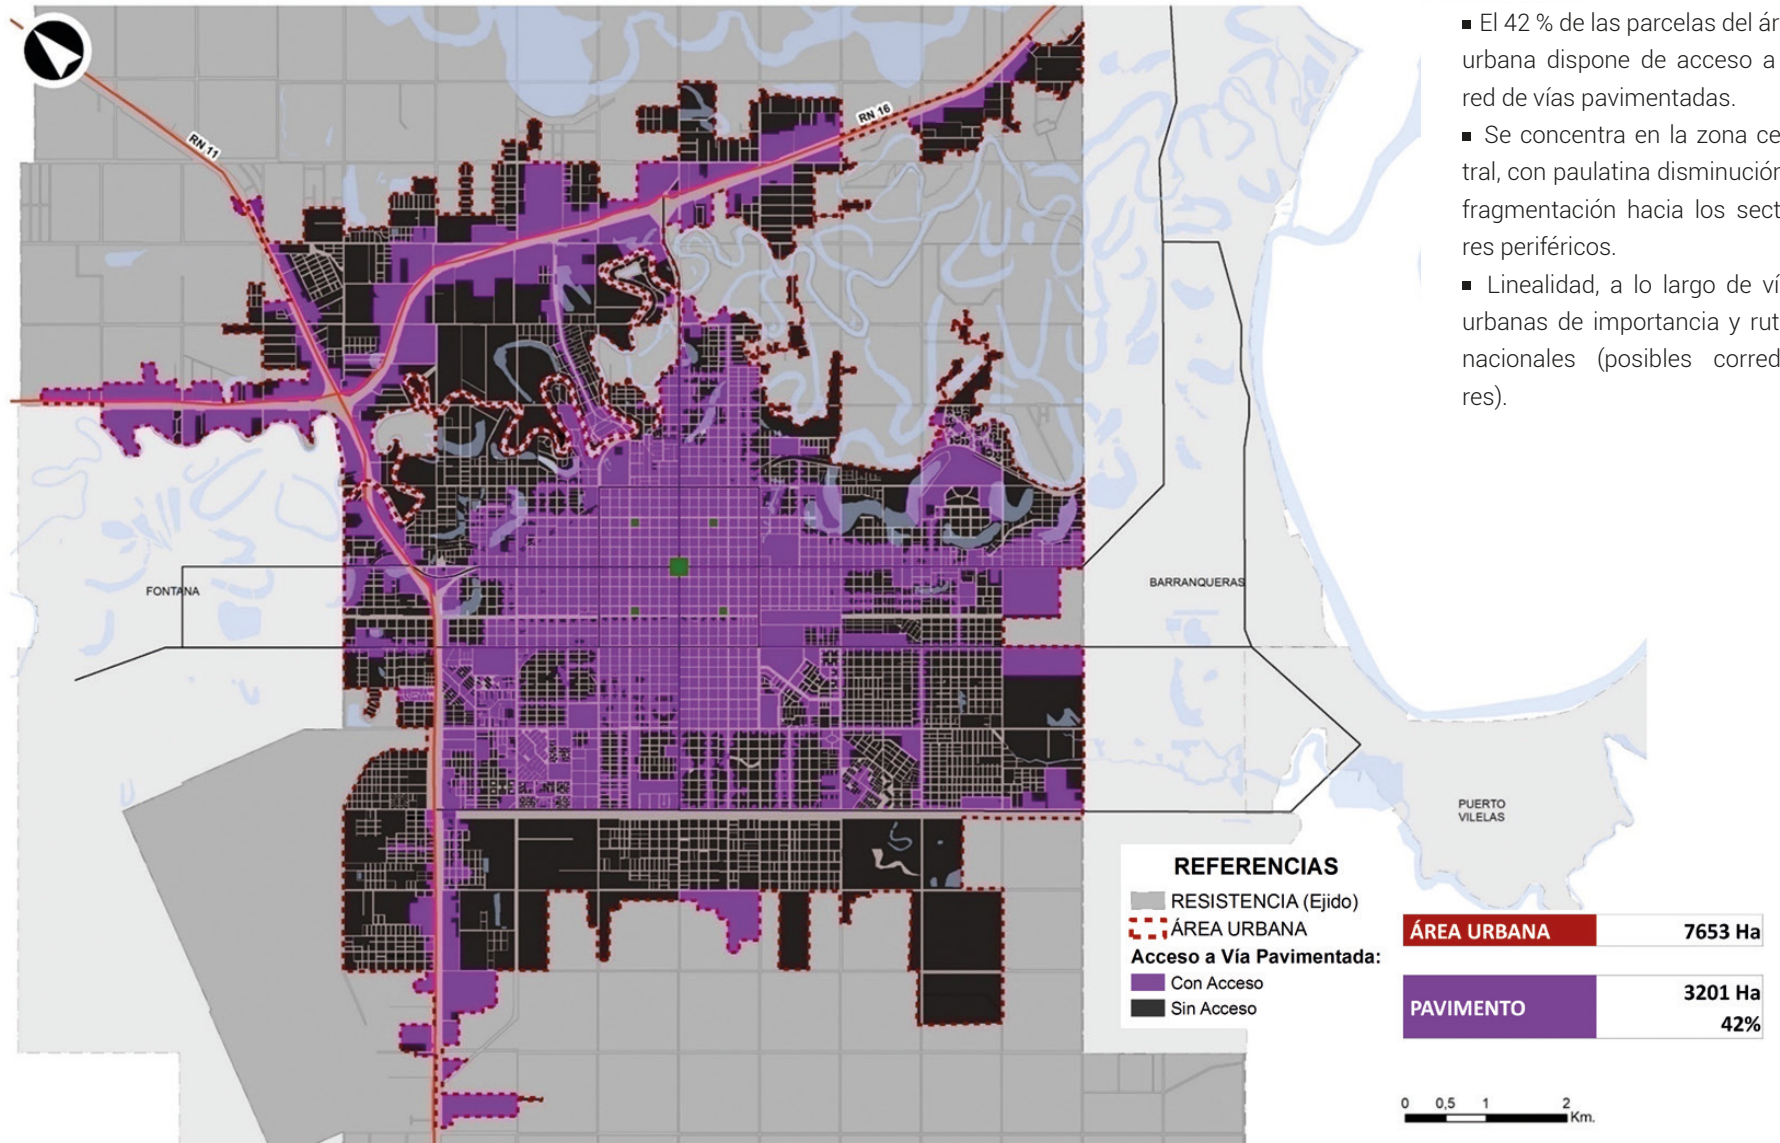 ■ El 42 % de las parcelas del ár
urbana dispone de acceso a
red de vías pavimentadas.
■ Se concentra en la zona ce
tral, con paulatina disminución
fragmentación hacia los sect
res periféricos.
■ Linealidad, a lo largo de ví
urbanas de importancia y rut
nacionales (posibles corred
res).
RN 11
RN 16
FONTANA
BARRANQUERAS
PUERTO
VILELAS
REFERENCIAS
RESISTENCIA (Ejido)
ÁREA URBANA
Acceso a Vía Pavimentada:
Con Acceso
Sin Acceso
ÁREA URBANA 7653 Ha
PAVIMENTO 3201 Ha
42%
0 0,5 1 2
Km.